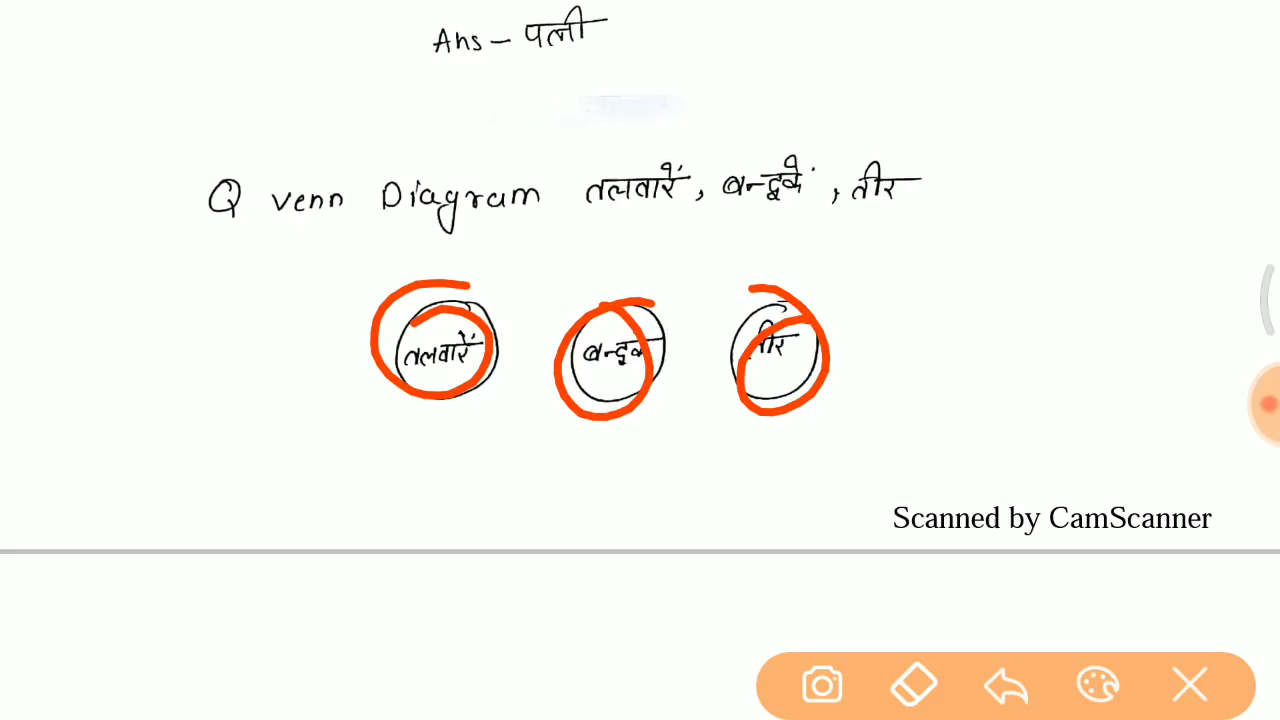 Ans - पत्नी
Q venn Diagram तलवारें, बन्दूकें, तीर
तलवारें बन्दूक तीर
Scanned by CamScanner